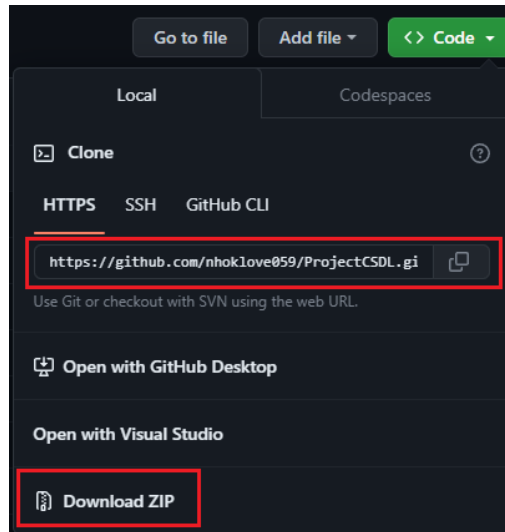 Go to file Add file <> Code
Local Codespaces
Clone
HTTPS SSH GitHub CLI
https://github.com/nhoklove059/ProjectCSDL.gi
Use Git or checkout with SVN using the web URL.
Open with GitHub Desktop
Open with Visual Studio
Download ZIP